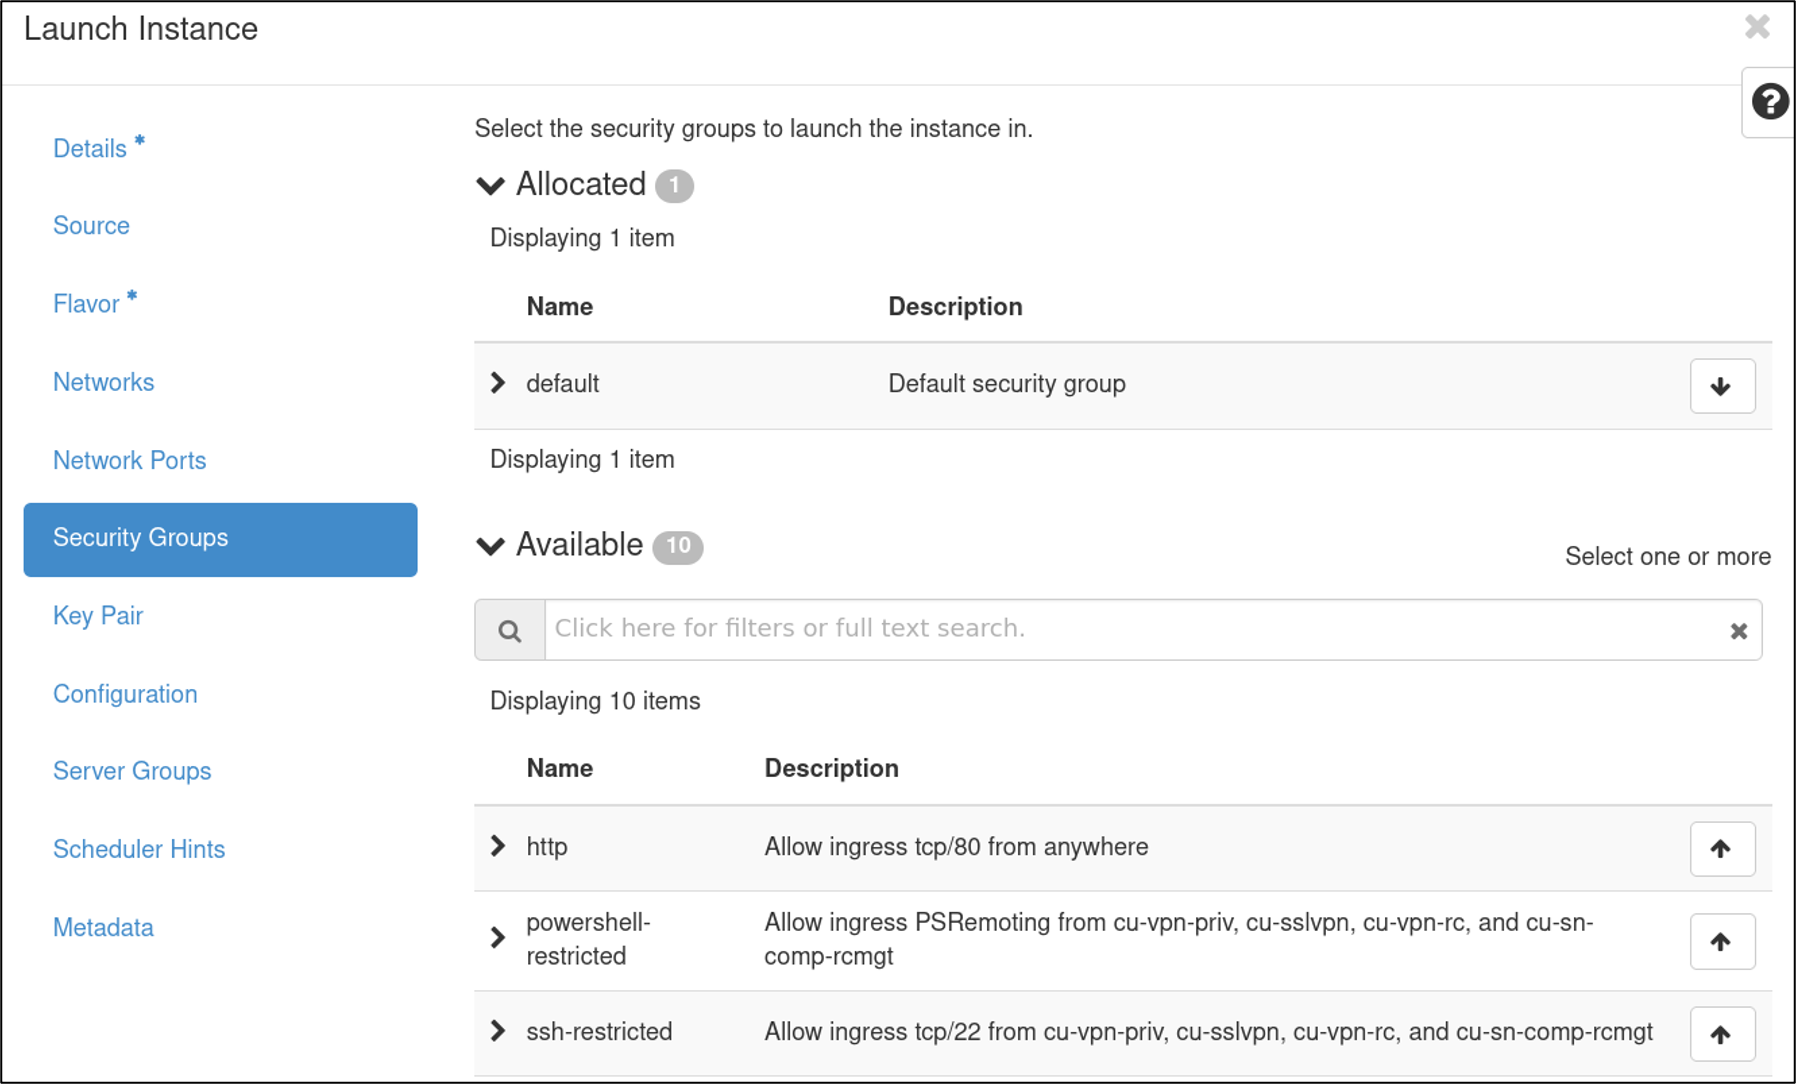 Launch Instance
Details *
Source
Flavor *
Networks
Network Ports
Security Groups
Key Pair
Configuration
Server Groups
Scheduler Hints
Metadata
Select the security groups to launch the instance in.
Allocated 1
Displaying 1 item
Name Description
default Default security group
Displaying 1 item
Available 10
Select one or more
Click here for filters or full text search.
Displaying 10 items
Name Description
http Allow ingress tcp/80 from anywhere
powershell-
restricted
Allow ingress PSRemoting from cu-vpn-priv, cu-sslvpn, cu-vpn-rc, and cu-sn-
comp-rcmgt
ssh-restricted Allow ingress tcp/22 from cu-vpn-priv, cu-sslvpn, cu-vpn-rc, and cu-sn-comp-rcmgt